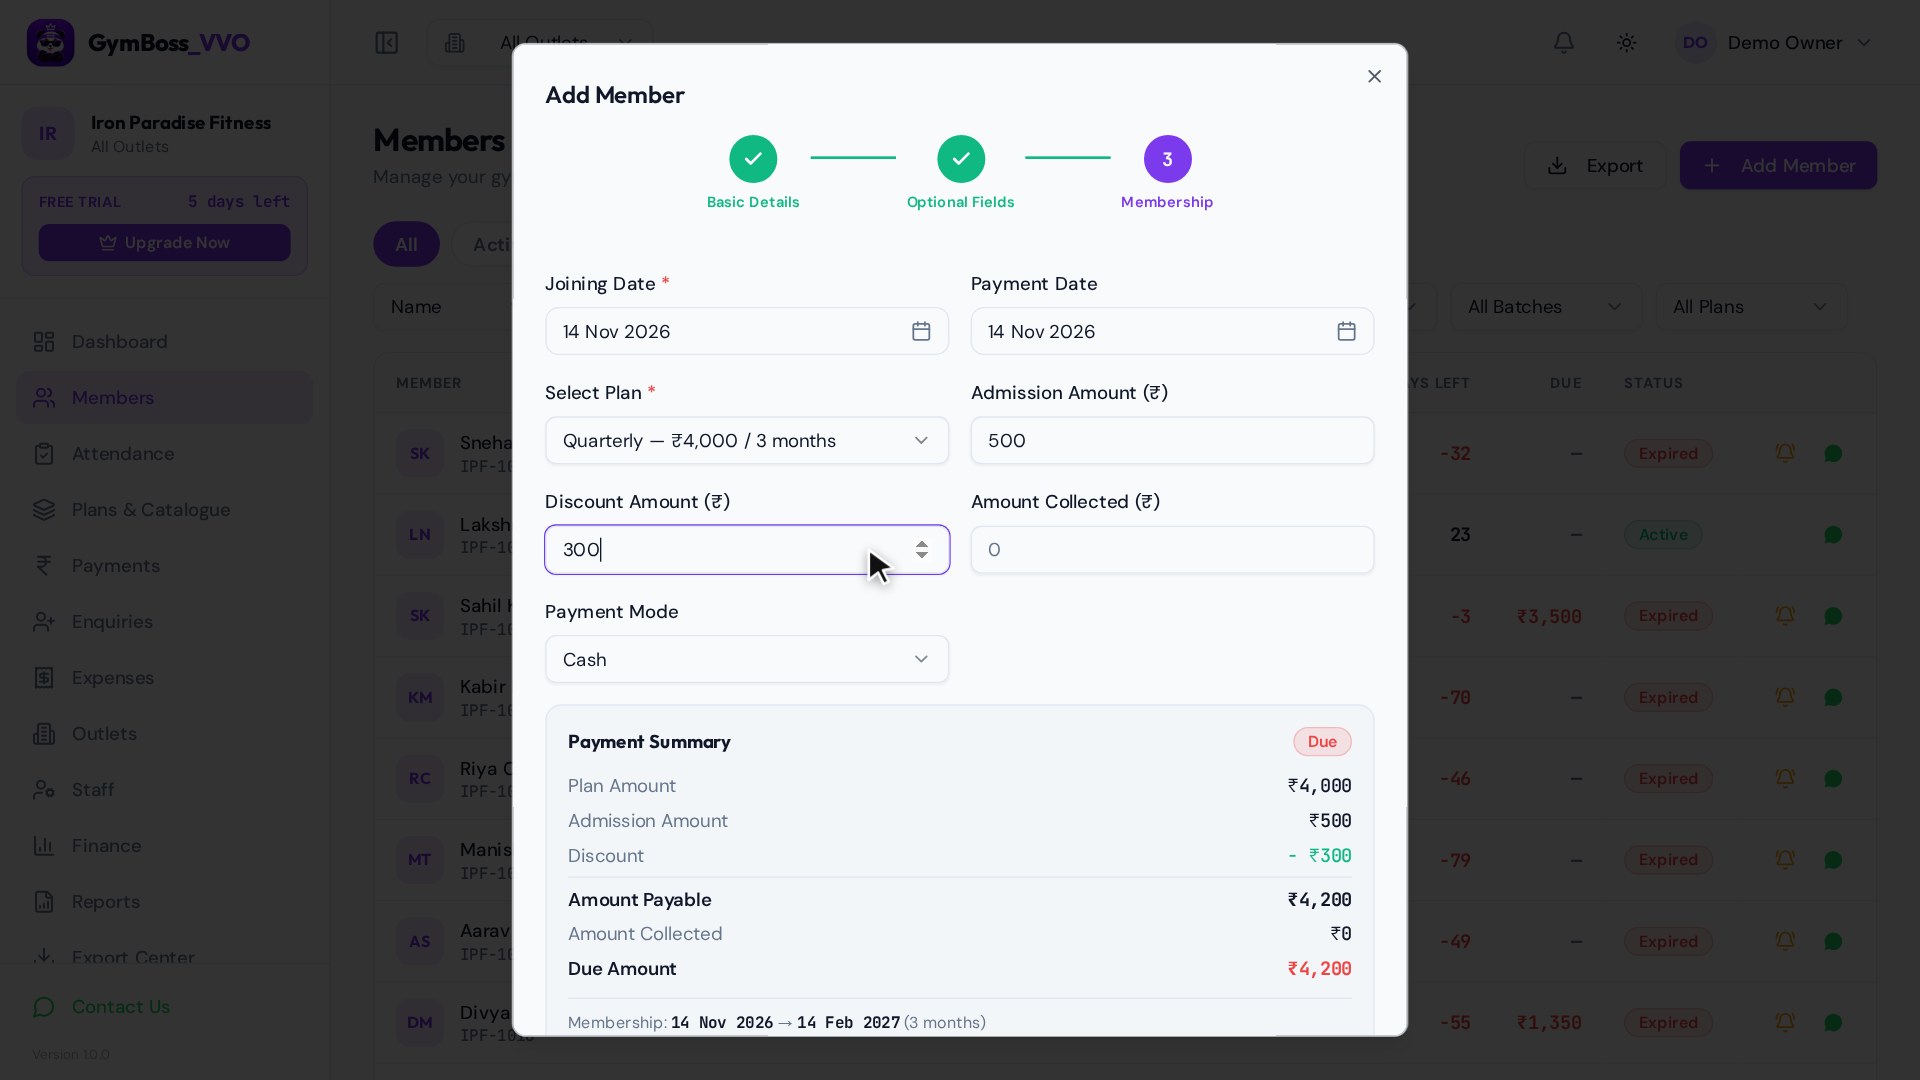 GymBoss_VVO
All Outlets
DO
Demo Owner
IR
Iron Paradise Fitness
All Outlets
FREE TRIAL
5 days left
Upgrade Now
Dashboard
Members
Attendance
Plans & Catalogue
Payments
Enquiries
Expenses
Outlets
Staff
Finance
Reports
Export Center
Contact Us
Version 1.0.0
Members
Manage your gy
Export
Add Member
All
Name
All Batches
All Plans
MEMBER
LEFT
DUE
STATUS
SK
Sneha
-32
—
Expired
LN
23
—
Active
SK
Sahil
-3
₹3,500
Expired
KM
Kabir
-70
—
Expired
RC
Riya
-46
—
Expired
MT
Manis
-79
—
Expired
AS
Aarav
-49
—
Expired
DM
Divya
-55
₹1,350
Expired
Add Member
3
Basic Details
Optional Fields
Membership
Joining Date *
Payment Date
14 Nov 2026
14 Nov 2026
Select Plan *
Admission Amount (₹)
Quarterly — ₹4,000 / 3 months
500
Discount Amount (₹)
Amount Collected (₹)
300
0
Payment Mode
Cash
Payment Summary
Due
Plan Amount
₹4,000
Admission Amount
₹500
Discount
- ₹300
Amount Payable
₹4,200
Amount Collected
₹0
Due Amount
₹4,200
Membership: 14 Nov 2026 → 14 Feb 2027 (3 months)